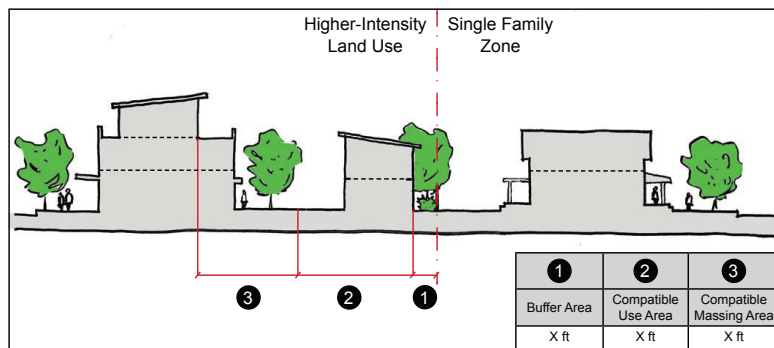 Higher-Intensity
Land Use
Single Family
Zone
3
2
1
1 2 3
Buffer Area Compatible Use Area Compatible Massing Area
X ft X ft X ft